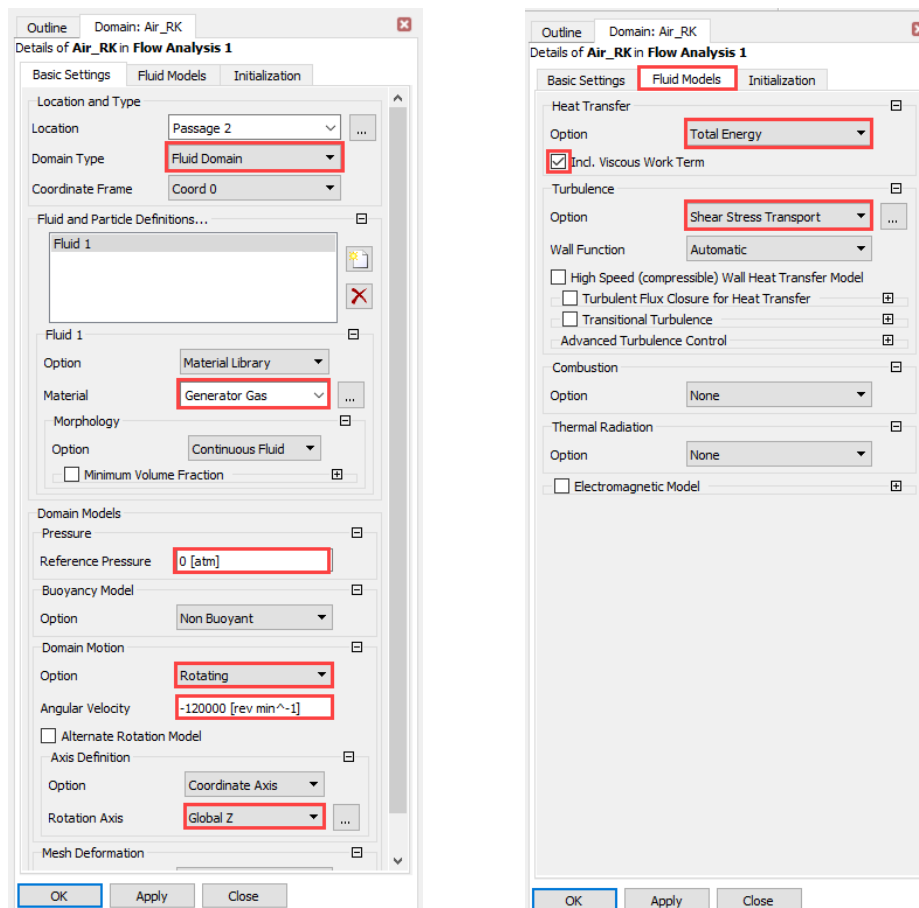 Outline Domain: Air_RK
Details of Air_RK in Flow Analysis 1
Basic Settings Fluid Models Initialization
Location and Type
Location Passage 2 ...
Domain Type Fluid Domain
Coordinate Frame Coord 0
Fluid and Particle Definitions...
Fluid 1
Fluid 1
Option Material Library
Material Generator Gas ...
Morphology
Option Continuous Fluid
Minimum Volume Fraction
Domain Models
Pressure
Reference Pressure 0 [atm]
Buoyancy Model
Option Non Buoyant
Domain Motion
Option Rotating
Angular Velocity -120000 [rev min^-1]
Alternate Rotation Model
Axis Definition
Option Coordinate Axis
Rotation Axis Global Z ...
Mesh Deformation
OK Apply Close
Outline Domain: Air_RK
Details of Air_RK in Flow Analysis 1
Basic Settings Fluid Models Initialization
Heat Transfer
Option Total Energy
Incl. Viscous Work Term
Turbulence
Option Shear Stress Transport ...
Wall Function Automatic
High Speed (compressible) Wall Heat Transfer Model
Turbulent Flux Closure for Heat Transfer
Transitional Turbulence
Advanced Turbulence Control
Combustion
Option None
Thermal Radiation
Option None
Electromagnetic Model
OK Apply Close